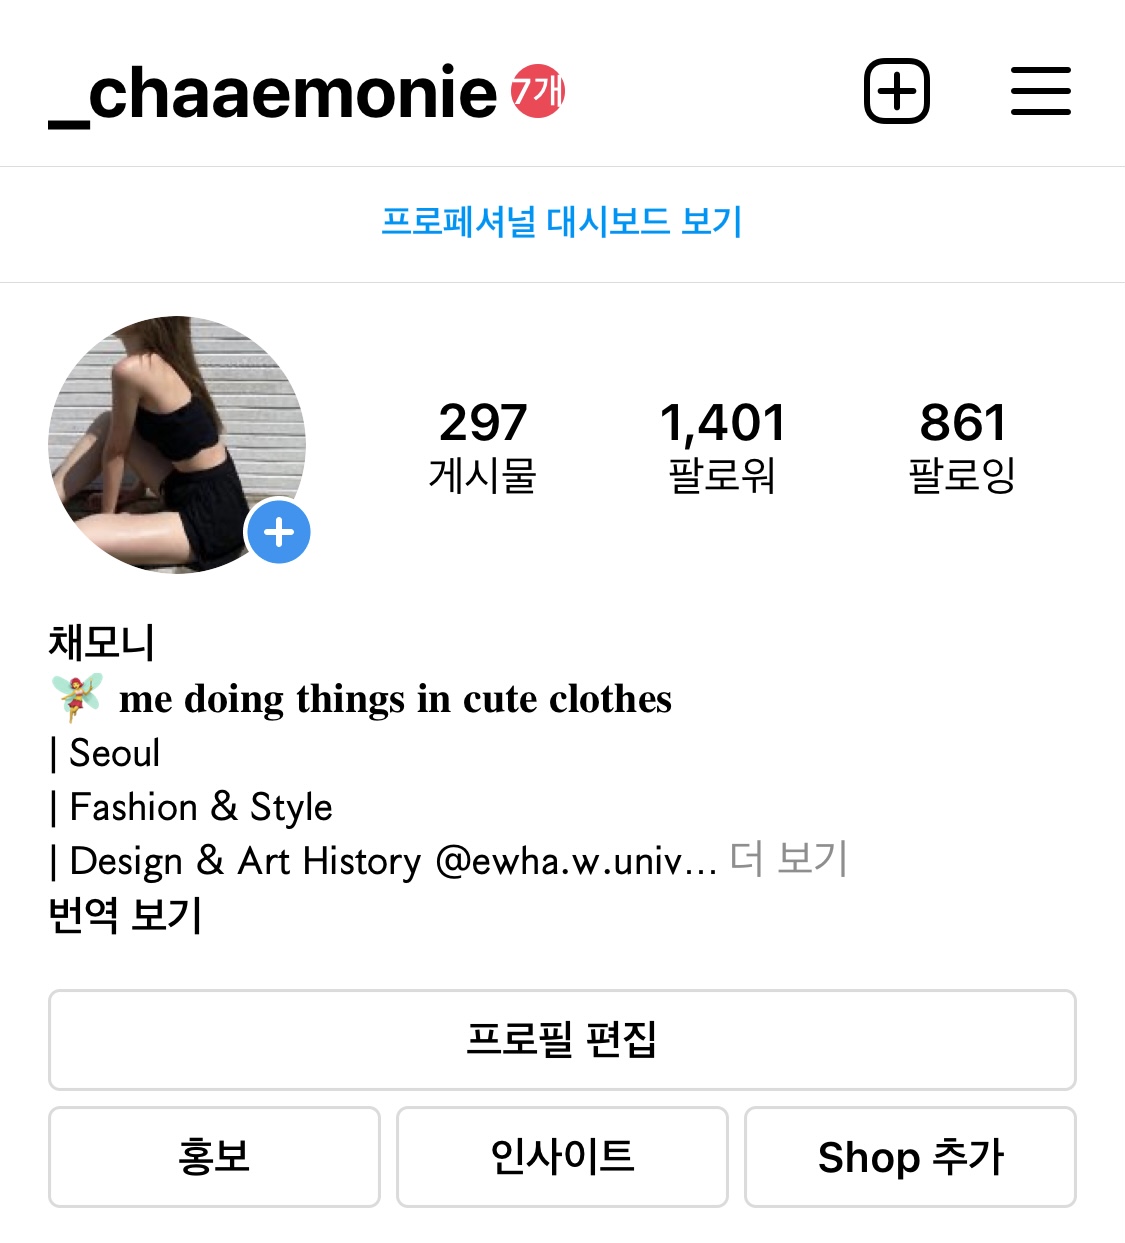 _chaaemonie 7개
프로페셔널 대시보드 보기
297 1,401 861
게시물 팔로워 팔로잉
채모니
🧚‍♀️ me doing things in cute clothes
| Seoul
| Fashion & Style
| Design & Art History @ewha.w.univ... 더 보기
번역 보기
프로필 편집
홍보 인사이트 Shop 추가